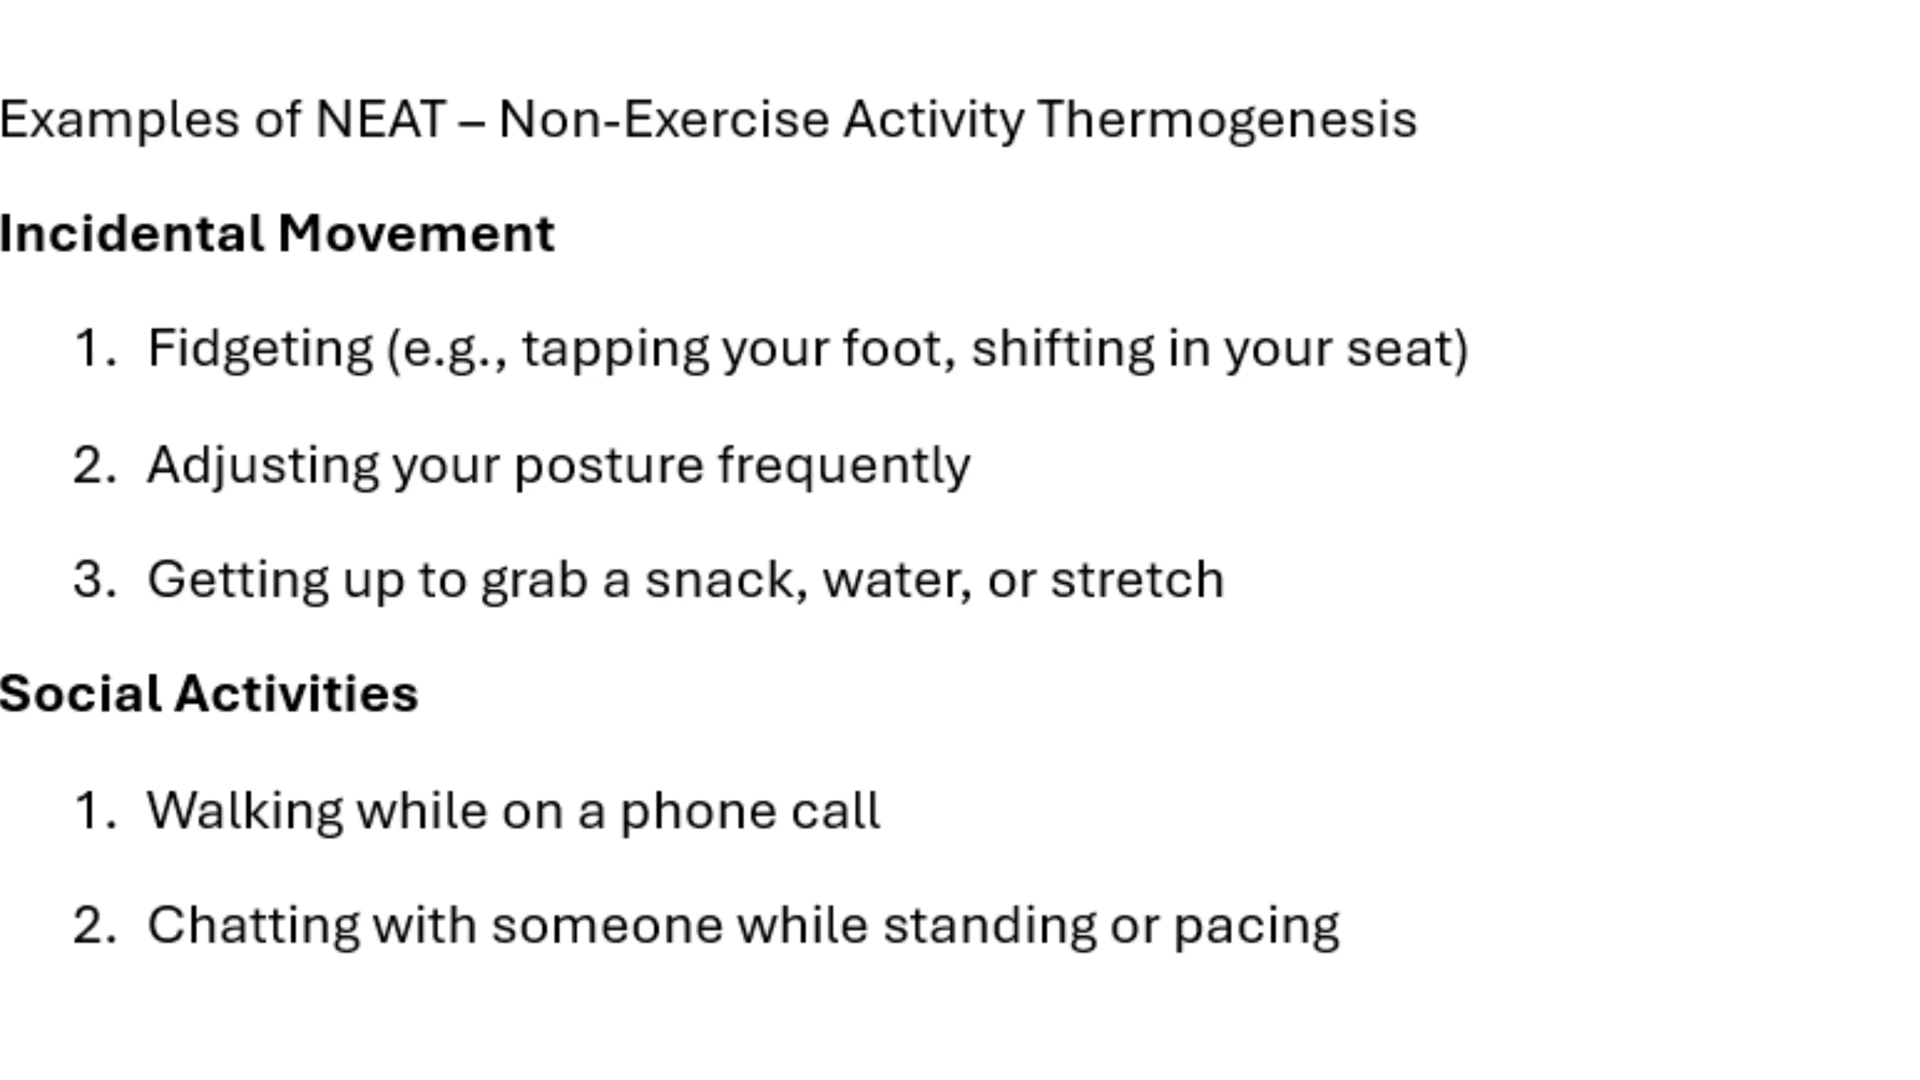 Examples of NEAT – Non-Exercise Activity Thermogenesis
Incidental Movement
1. Fidgeting (e.g., tapping your foot, shifting in your seat)
2. Adjusting your posture frequently
3. Getting up to grab a snack, water, or stretch
Social Activities
1. Walking while on a phone call
2. Chatting with someone while standing or pacing